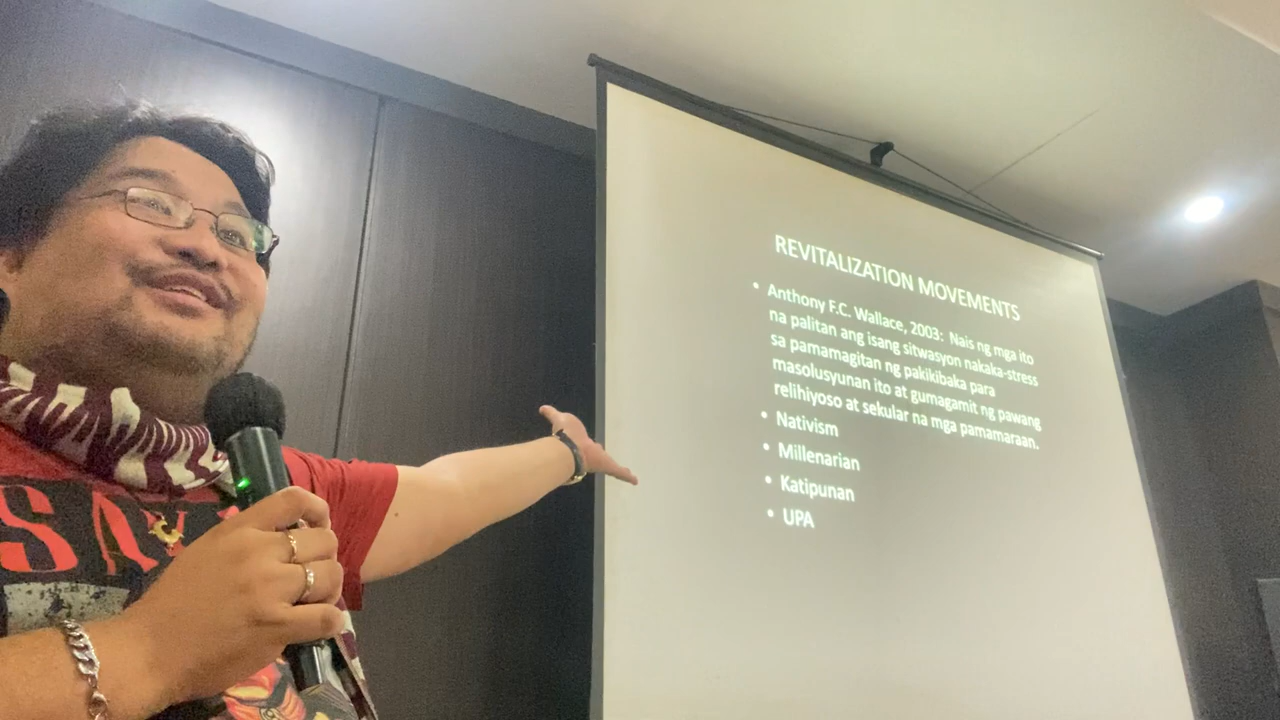 REVITALIZATION MOVEMENTS
• Anthony F.C. Wallace, 2003: Nais ng mga ito
na palitan ang isang sitwasyon nakaka-stress
sa pamamagitan ng pakikibaka para
masolusyunan ito at gumagamit ng pawang
relihiyoso at sekular na mga pamamaraan.
• Nativism
• Millenarian
• Katipunan
• UPA